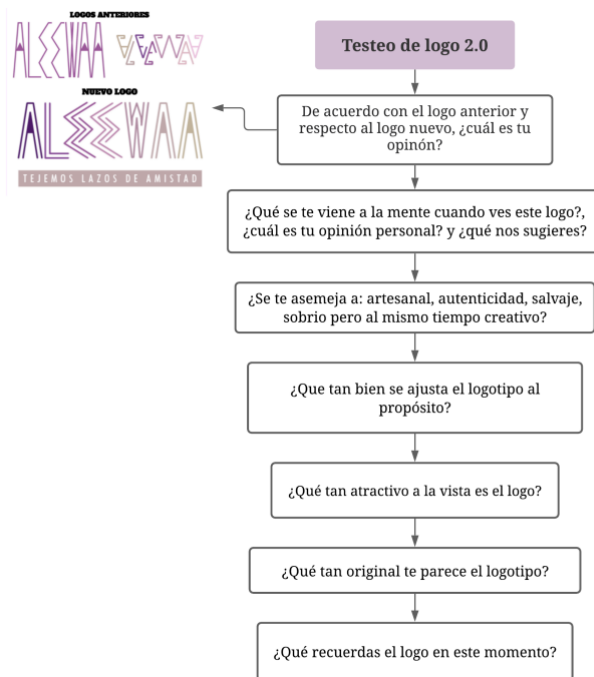 LOGOS ANTERIORES
ALEEWAA
ALEEWAA
NUEVO LOGO
ALEEWAA
TEJEMOS LAZOS DE AMISTAD
Testeo de logo 2.0
De acuerdo con el logo anterior y
respecto al logo nuevo, ¿cuál es tu
opinón?
¿Qué se te viene a la mente cuando ves este logo?,
¿cuál es tu opinión personal? y ¿qué nos sugieres?
¿Se te asemeja a: artesanal, autenticidad, salvaje,
sobrio pero al mismo tiempo creativo?
¿Que tan bien se ajusta el logotipo al
propósito?
¿Qué tan atractivo a la vista es el logo?
¿Qué tan original te parece el logotipo?
¿Qué recuerdas el logo en este momento?